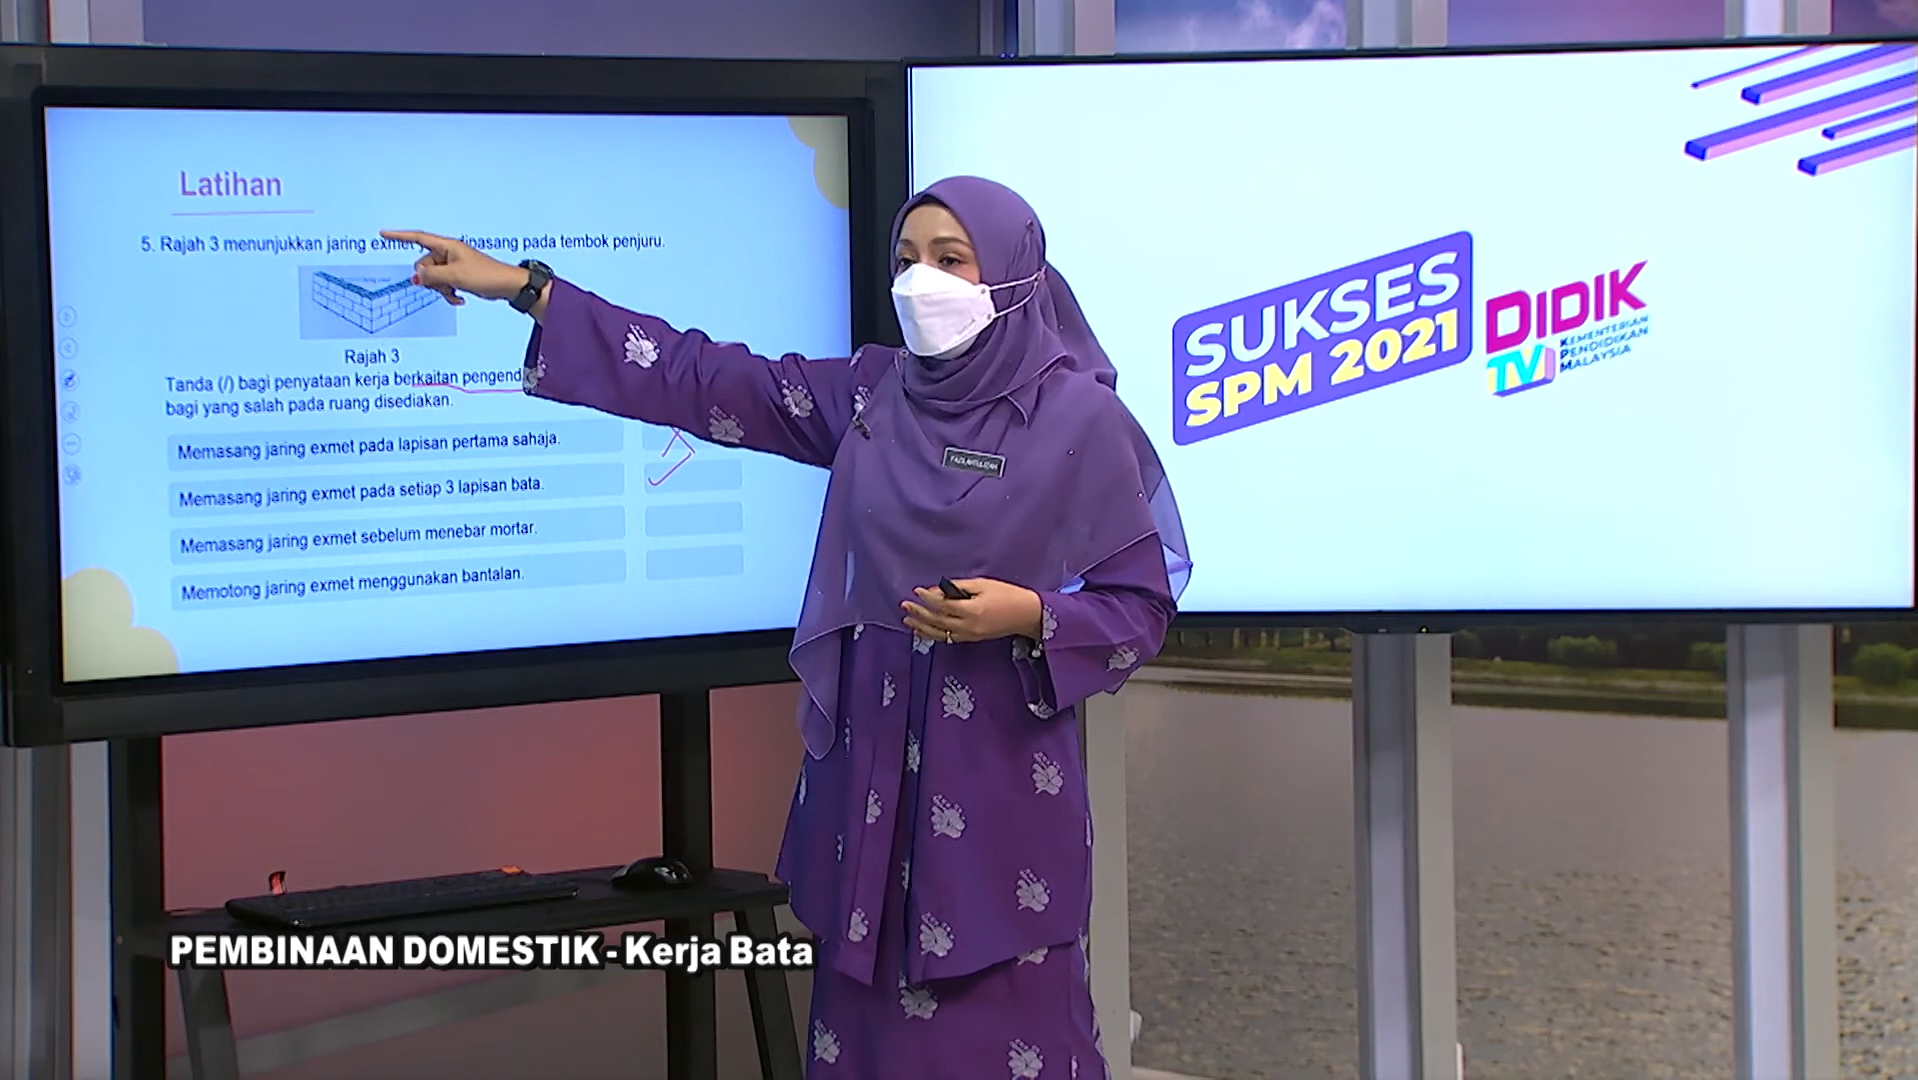 Latihan
5. Rajah 3 menunjukkan jaring exmet dipasang pada tembok penjuru.
Rajah 3
Tanda (/) bagi penyataan kerja berkaitan pengend
bagi yang salah pada ruang disediakan.
Memasang jaring exmet pada lapisan pertama sahaja.
Memasang jaring exmet pada setiap 3 lapisan bata.
Memasang jaring exmet sebelum menebar mortar.
Memotong jaring exmet menggunakan bantalan.
SUKSES
SPM 2021
DIDIK
TV
KEMENTERIAN
PENDIDIKAN
MALAYSIA
PEMBINAAN DOMESTIK - Kerja Bata